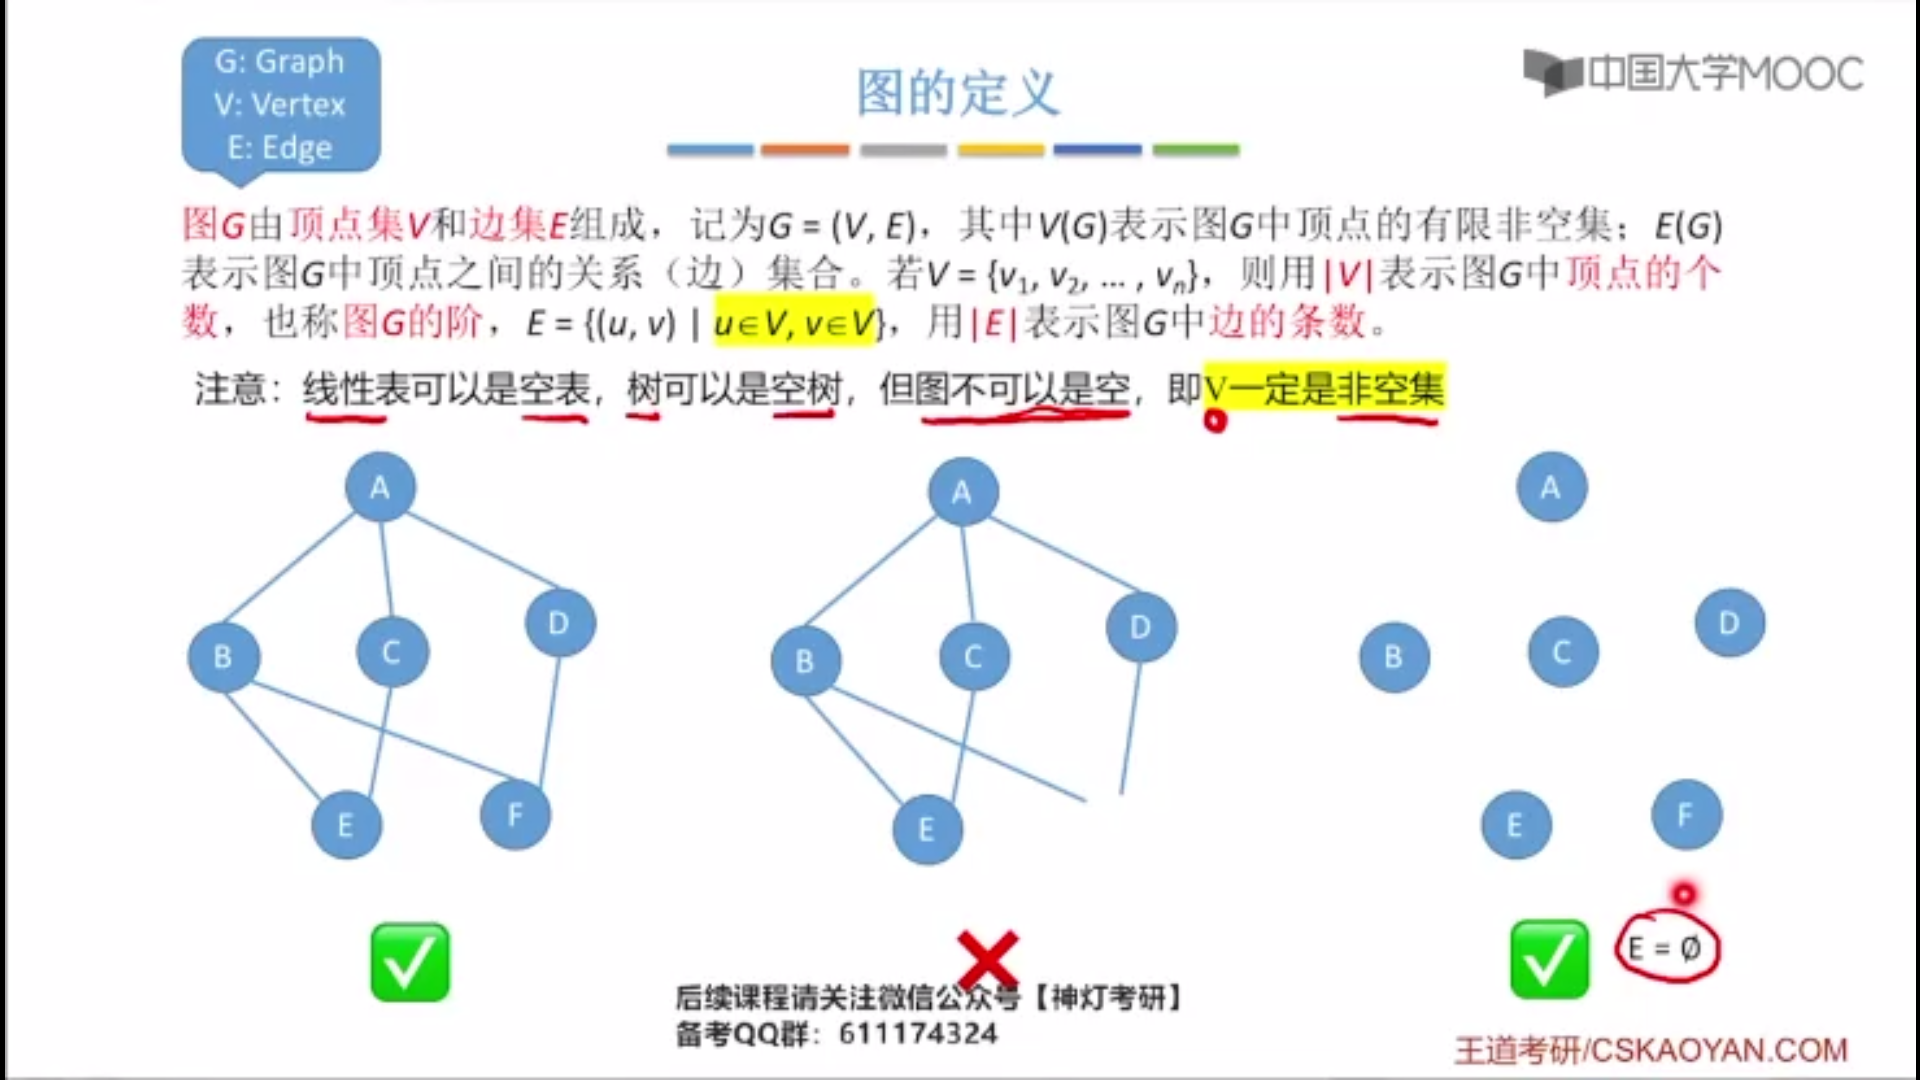 G: Graph
V: Vertex
E: Edge
图的定义
中国大学MOOC
图G由顶点集V和边集E组成，记为G = (V, E)，其中V(G)表示图G中顶点的有限非空集；E(G)
表示图G中顶点之间的关系（边）集合。若V = {v₁, v₂, … , vₙ}，则用|V|表示图G中顶点的个
数，也称图G的阶，E = {(u, v) | u∈V, v∈V}，用|E|表示图G中边的条数。
注意：线性表可以是空表，树可以是空树，但图不可以是空，即V一定是非空集
A
B
C
D
E
F
A
B
C
D
E
A
B
C
D
E
F
E = Ø
后续课程请关注微信公众号【神灯考研】
备考QQ群：611174324
王道考研/CSKAOYAN.COM